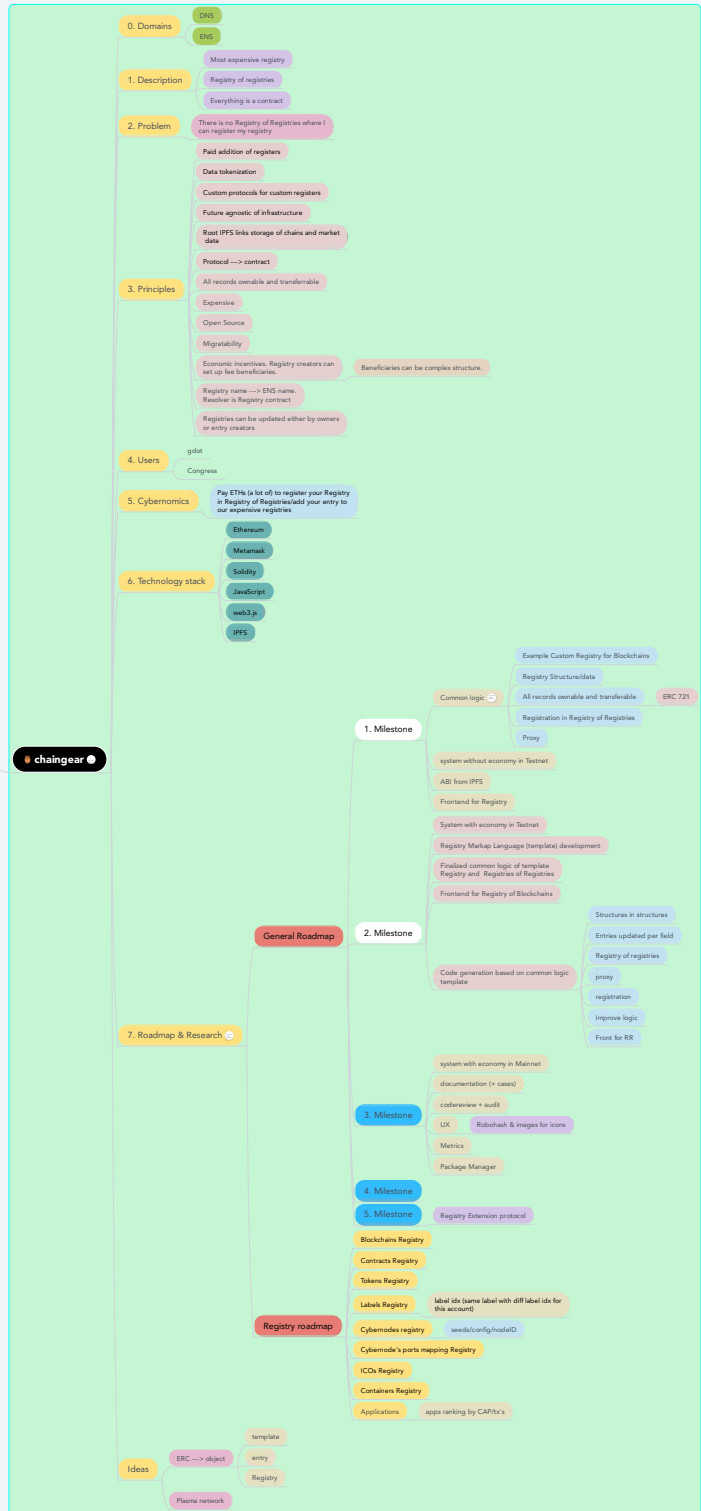 chaingear
0. Domains
DNS
ENS
1. Description
Most expensive registry
Registry of registries
Everything is a contract
2. Problem
There is no Registry of Registries where I
can register my registry
3. Principles
Paid addition of registers
Data tokenization
Custom protocols for custom registers
Future agnostic of infrastructure
Root IPFS links storage of chains and market
data
Protocol ---> contract
All records ownable and transferrable
Expensive
Open Source
Migratability
Economic incentives. Registry creators can
set up fee beneficiaries.
Beneficiaries can be complex structure.
Registry name ---> ENS name.
Resolver is Registry contract
Registries can be updated either by owners
or entry creators
4. Users
gdot
Congress
5. Cybernomics
Pay ETHs (a lot of) to register your Registry
in Registry of Registries/add your entry to
our expensive registries
6. Technology stack
Ethereum
Metamask
Solidity
JavaScript
web3.js
IPFS
7. Roadmap & Research
General Roadmap
1. Milestone
Common logic
Example Custom Registry for Blockchains
Registry Structure/data
All records ownable and transferable
ERC 721
Registration in Registry of Registries
Proxy
system without economy in Testnet
ABI from IPFS
Frontend for Registry
2. Milestone
System with economy in Testnet
Registry Markap Language (template) development
Finalized common logic of template
Registry and Registries of Registries
Frontend for Registry of Blockchains
Code generation based on common logic
template
Structures in structures
Entries updated per field
Registry of registries
proxy
registration
Improve logic
Front for RR
3. Milestone
system with economy in Mainnet
documentation (+ cases)
codereview + audit
UX
Robohash & images for icons
Metrics
Package Manager
4. Milestone
5. Milestone
Registry Extension protocol
Registry roadmap
Blockchains Registry
Contracts Registry
Tokens Registry
Labels Registry
label idx (same label with diff label idx for
this account)
Cybernodes registry
seeds/config/nodeID
Cybernode's ports mapping Registry
ICOs Registry
Containers Registry
Applications
apps ranking by CAP/tx's
Ideas
ERC ---> object
template
entry
Registry
Plasma network